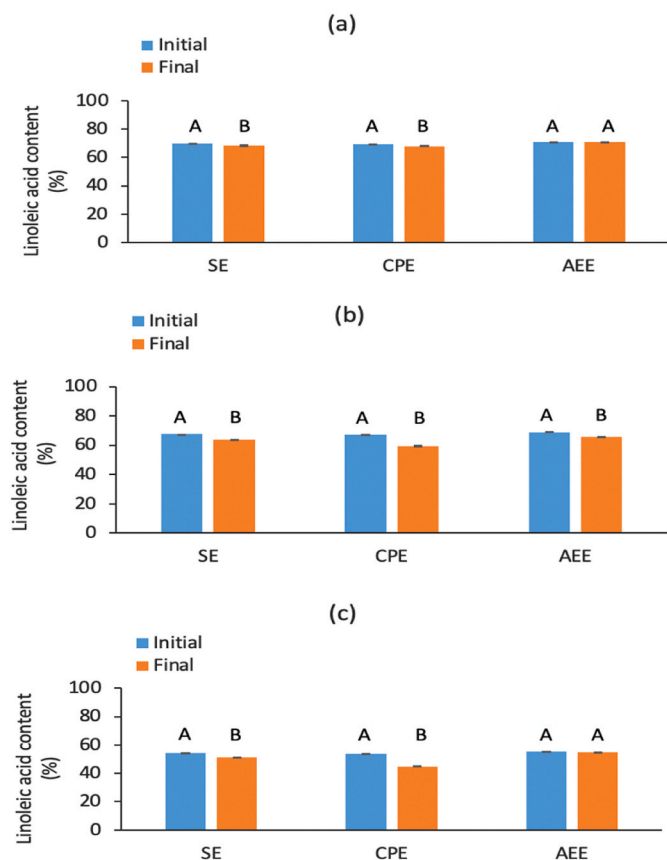 (a)
Initial
Final
Linoleic acid content
(%)
100
80
60
40
20
0
A B A B A A
SE CPE AEE
(b)
Initial
Final
Linoleic acid content
(%)
100
80
60
40
20
0
A B A B A B
SE CPE AEE
(c)
Initial
Final
Linoleic acid content
(%)
100
80
60
40
20
0
A B A B A A
SE CPE AEE